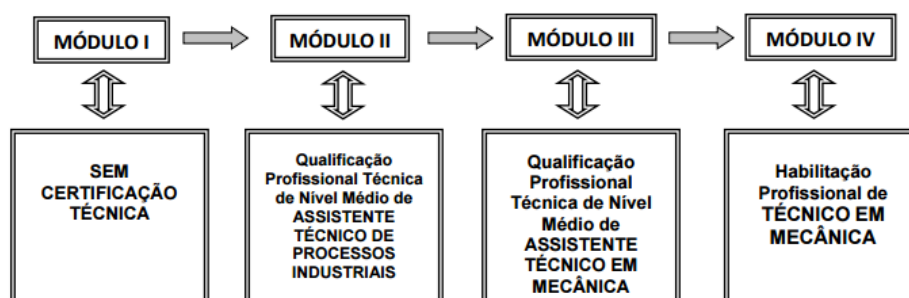 MÓDULO I
MÓDULO II
MÓDULO III
MÓDULO IV
SEM
CERTIFICAÇÃO
TÉCNICA
Qualificação
Profissional Técnica
de Nível Médio de
ASSISTENTE
TÉCNICO DE
PROCESSOS
INDUSTRIAIS
Qualificação
Profissional
Técnica de Nível
Médio de
ASSISTENTE
TÉCNICO EM
MECÂNICA
Habilitação
Profissional de
TÉCNICO EM
MECÂNICA